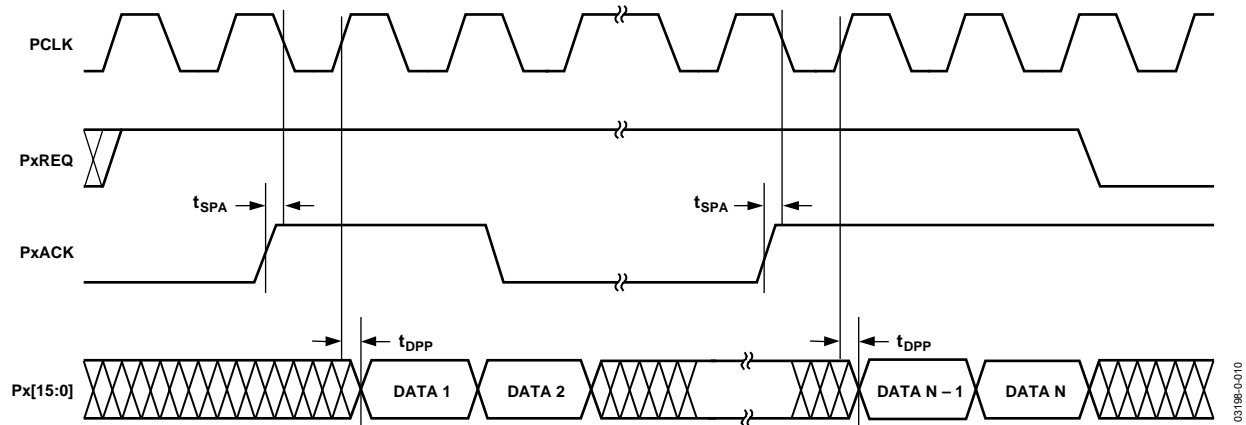 PCLK
PxREQ
tSPA
tSPA
PxACK
tDPP
tDPP
Px[15:0]
DATA 1
DATA 2
DATA N – 1
DATA N
03198-0-010